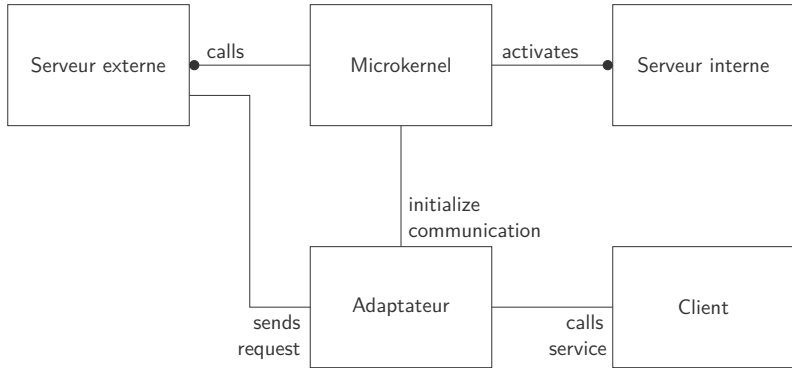 Serveur externe
calls
Microkernel
activates
Serveur interne
initialize
communication
sends
request
Adaptateur
calls
service
Client